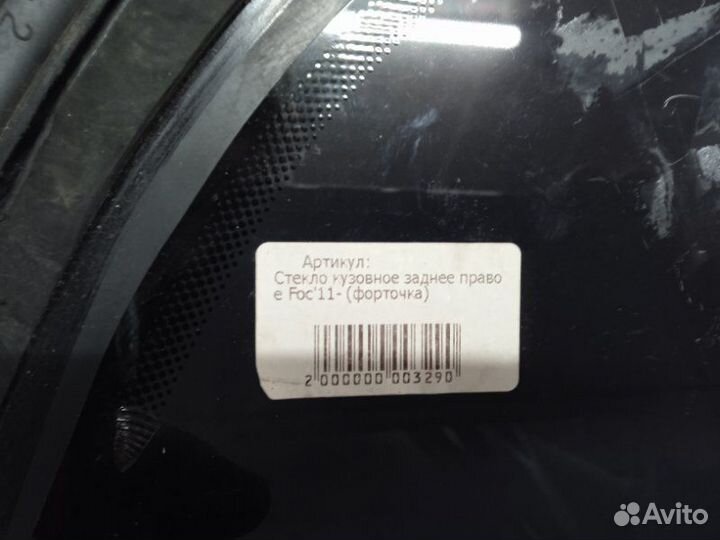 Артикул:
Стекло кузовное заднее право
е Foc'11- (форточка)
2 000000 003290
Avito